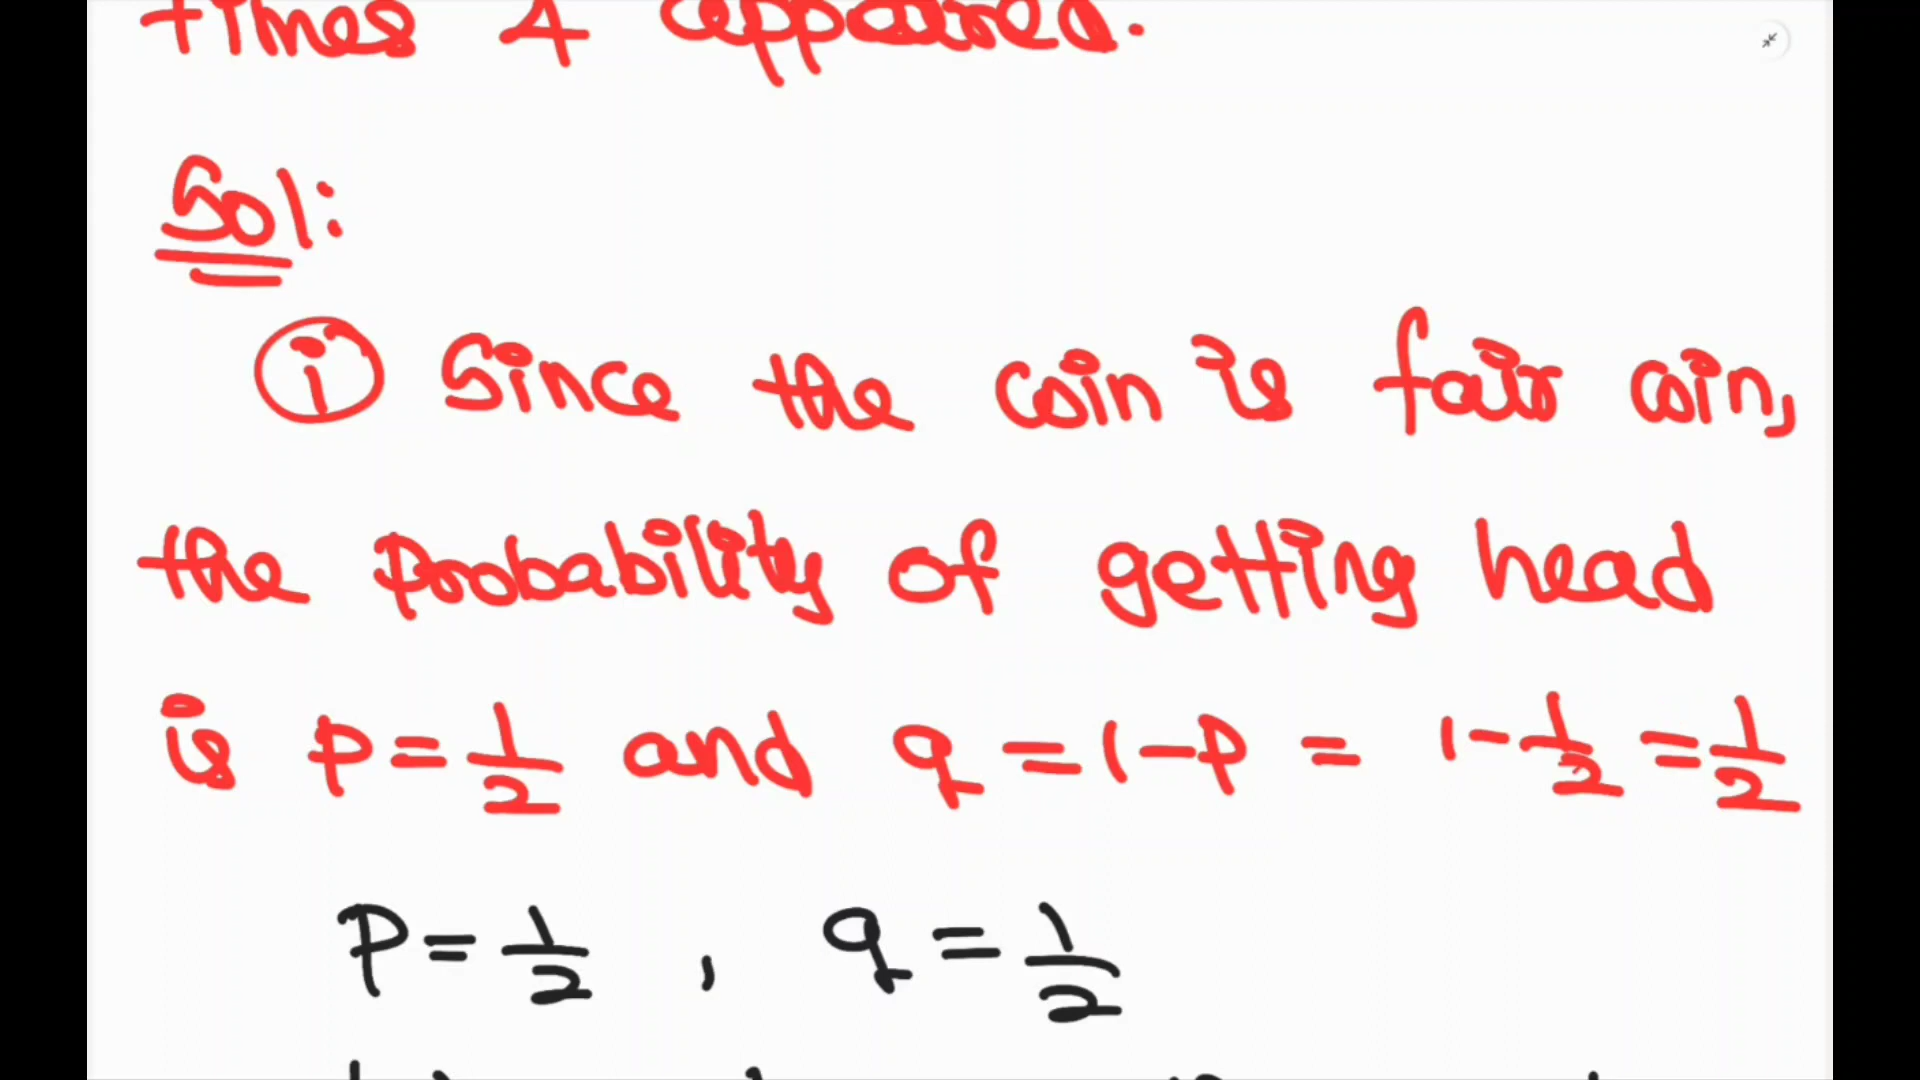 times 4 appeared.
Sol:
i Since the coin is fair coin,
the probability of getting head
is p = 1/2 and q = 1 - p = 1 - 1/2 = 1/2
P = 1/2 , q = 1/2